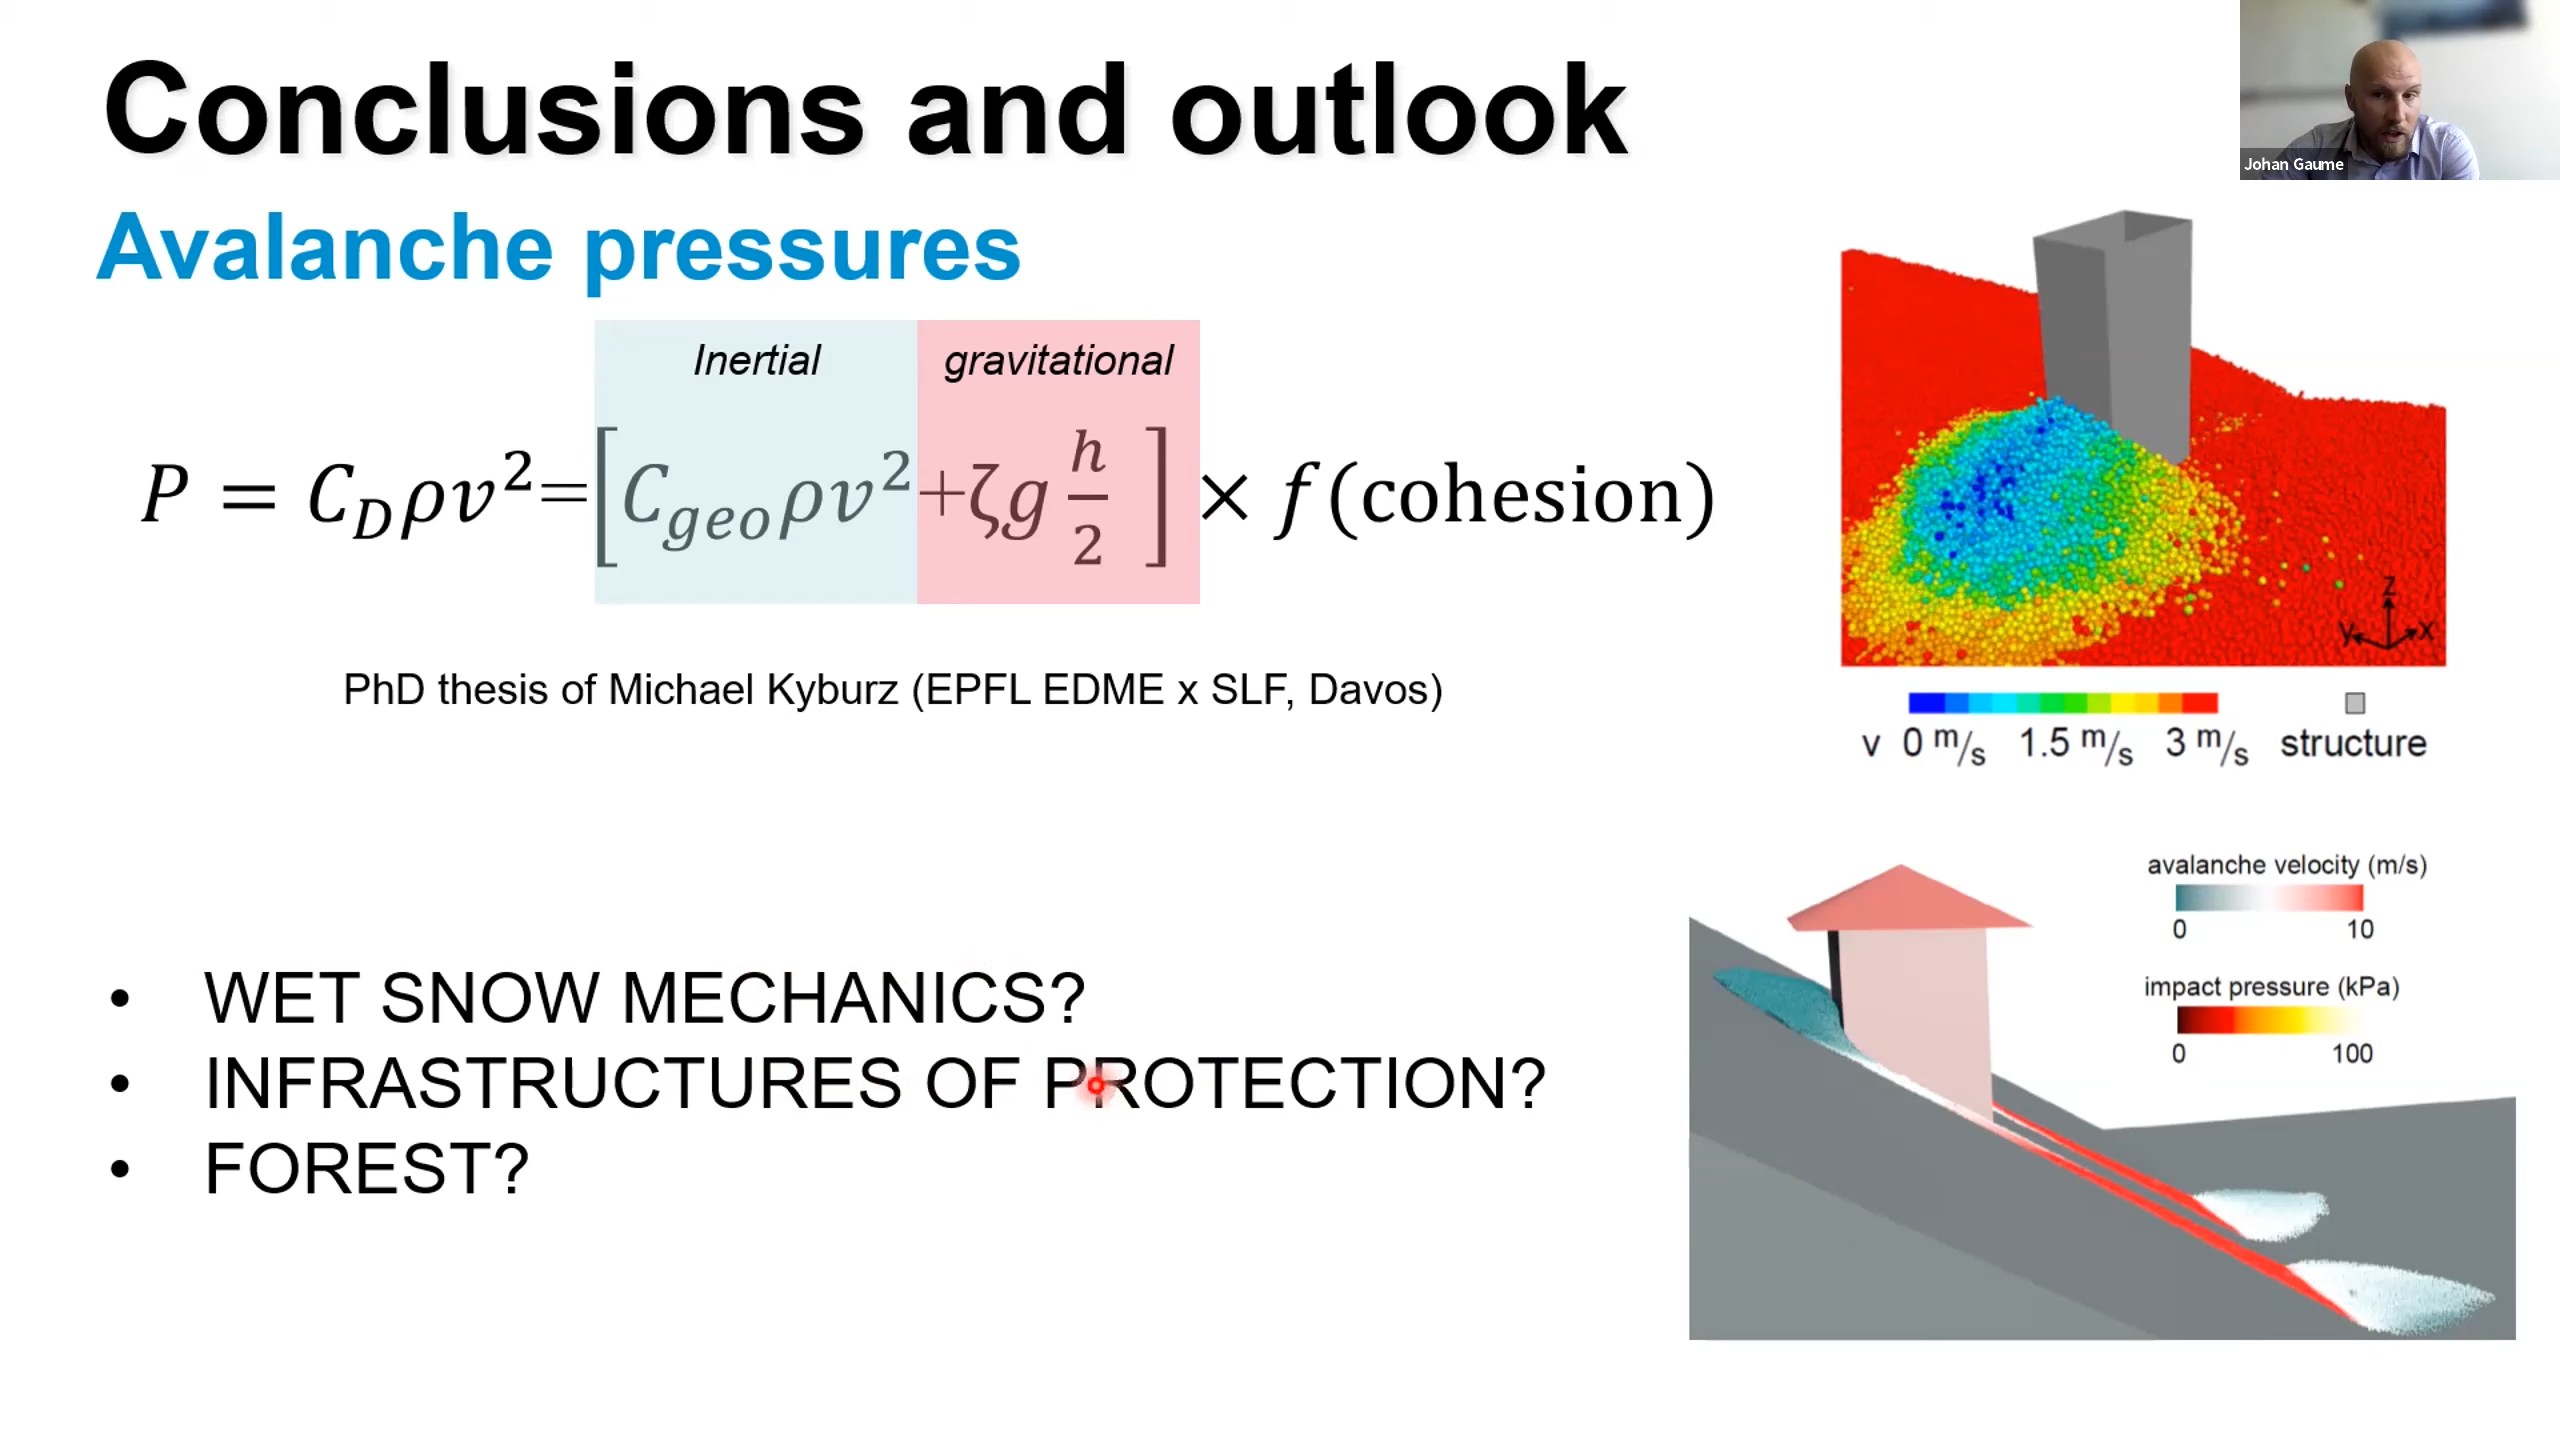 Conclusions and outlook
Johan Gaume
Avalanche pressures
Inertial gravitational
P = C_D ρv²=[C_geo ρv²+ζg h/2 ] × f(cohesion)
PhD thesis of Michael Kyburz (EPFL EDME x SLF, Davos)
z
y x
v 0 m/s 1.5 m/s 3 m/s structure
avalanche velocity (m/s)
0 10
impact pressure (kPa)
0 100
• WET SNOW MECHANICS?
• INFRASTRUCTURES OF PROTECTION?
• FOREST?